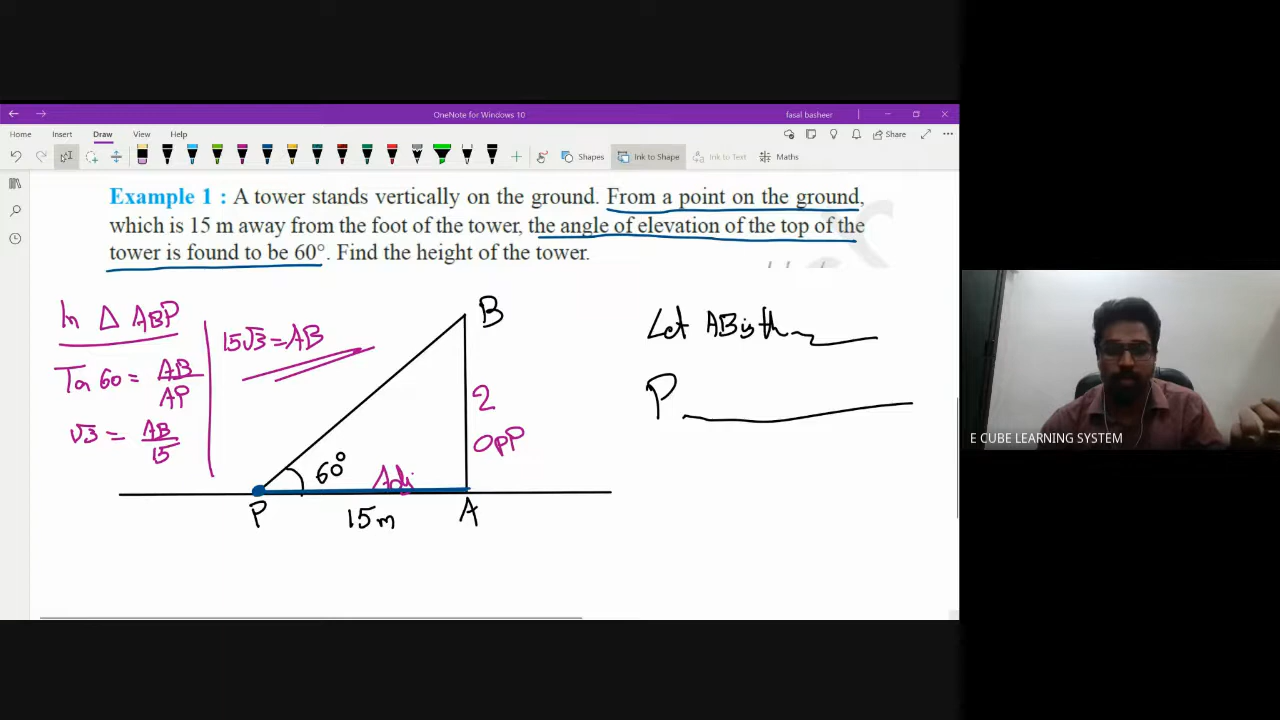 OneNote for Windows 10
fasal basheer
Home Insert Draw View Help
Share
Shapes Ink to Shape Ink to Text Maths
Example 1 : A tower stands vertically on the ground. From a point on the ground,
which is 15 m away from the foot of the tower, the angle of elevation of the top of the
tower is found to be 60°. Find the height of the tower.
In Δ ABP
Tan 60 = AB/AP
√3 = AB/15
15√3 = AB
B
2
OPP
60°
Adj
P
15m
A
Let AB is th
P
E CUBE LEARNING SYSTEM